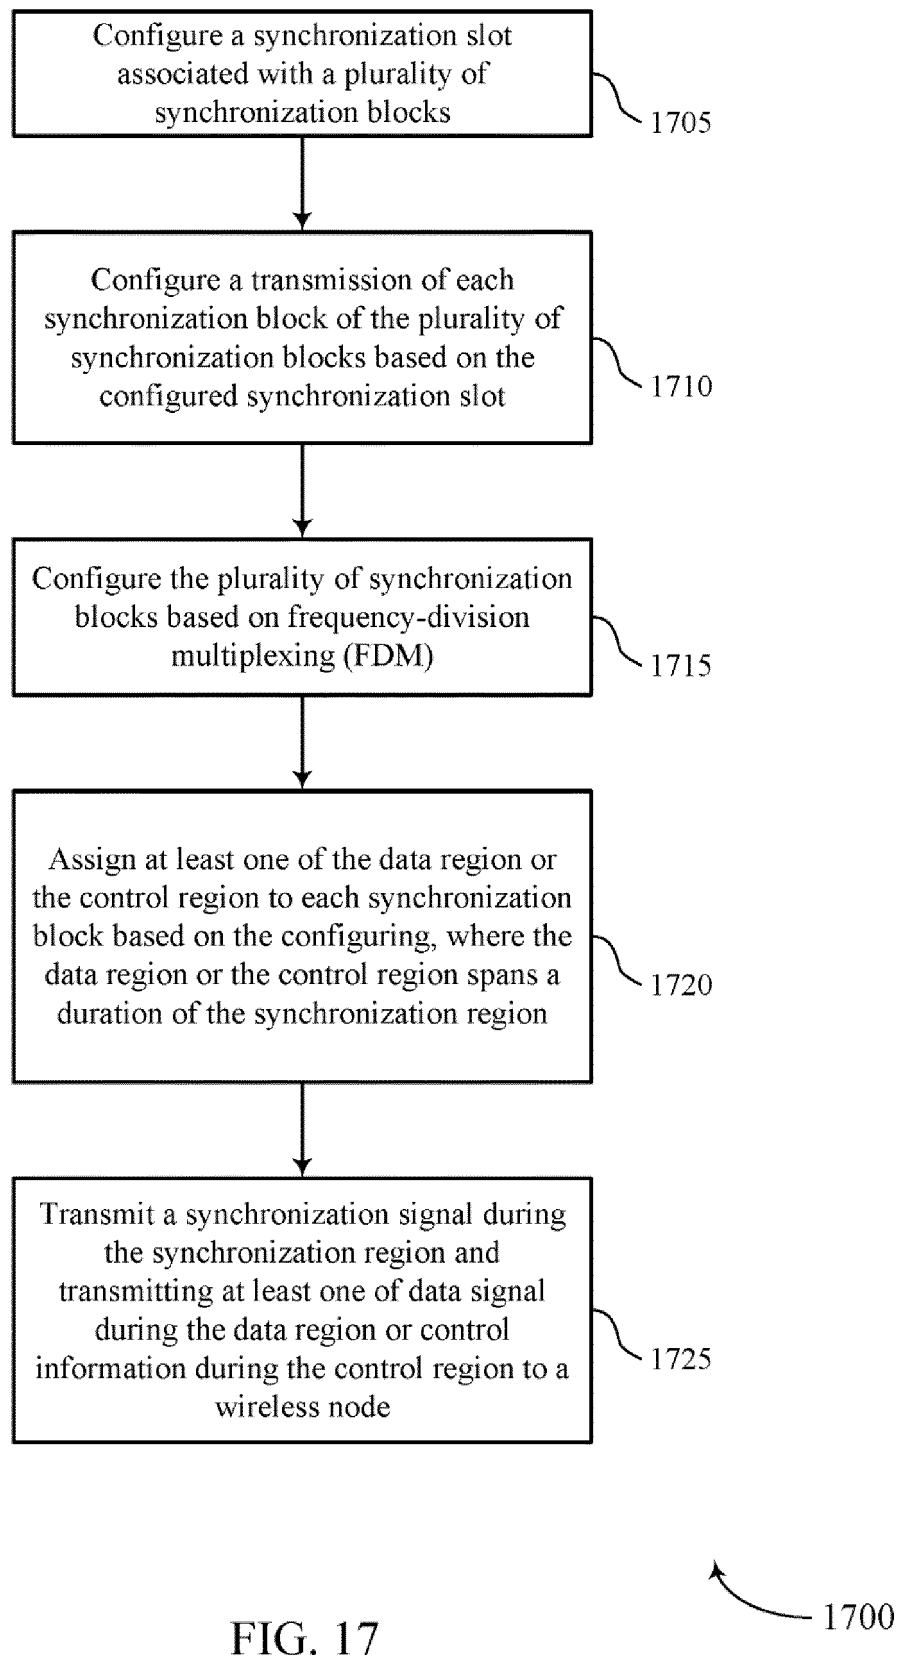 Configure a synchronization slot
associated with a plurality of
synchronization blocks
1705
Configure a transmission of each
synchronization block of the plurality of
synchronization blocks based on the
configured synchronization slot
1710
Configure the plurality of synchronization
blocks based on frequency-division
multiplexing (FDM)
1715
Assign at least one of the data region or
the control region to each synchronization
block based on the configuring, where the
data region or the control region spans a
duration of the synchronization region
1720
Transmit a synchronization signal during
the synchronization region and
transmitting at least one of data signal
during the data region or control
information during the control region to a
wireless node
1725
1700
FIG. 17